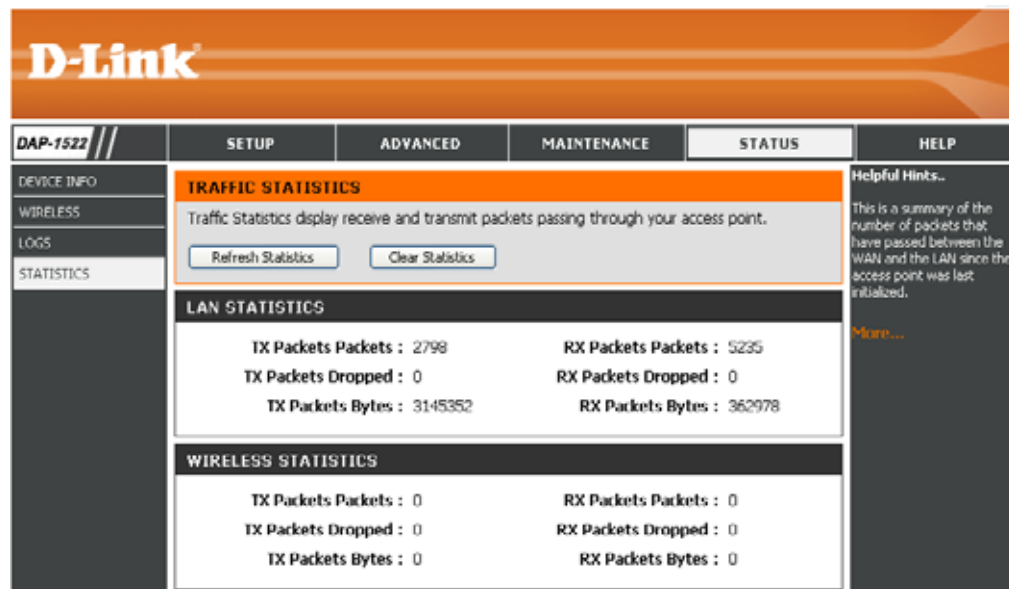 D-Link
DAP-1522
SETUP
ADVANCED
MAINTENANCE
STATUS
HELP
DEVICE INFO
WIRELESS
LOGS
STATISTICS
TRAFFIC STATISTICS
Traffic Statistics display receive and transmit packets passing through your access point.
Refresh Statistics
Clear Statistics
LAN STATISTICS
TX Packets Packets : 2798
RX Packets Packets : 5235
TX Packets Dropped : 0
RX Packets Dropped : 0
TX Packets Bytes : 3145352
RX Packets Bytes : 362978
WIRELESS STATISTICS
TX Packets Packets : 0
RX Packets Packets : 0
TX Packets Dropped : 0
RX Packets Dropped : 0
TX Packets Bytes : 0
RX Packets Bytes : 0
Helpful Hints..
This is a summary of the
number of packets that
have passed between the
WAN and the LAN since the
access point was last
initialized.
More...